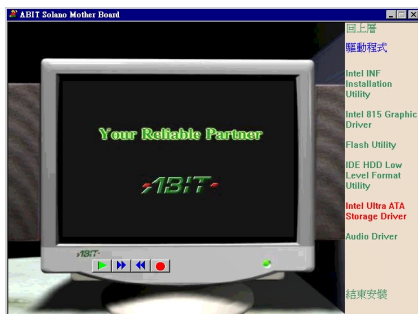 ABIT Solano Mother Board
回上層
驅動程式
Intel INF
Installation
Utility
Intel 815 Graphic
Driver
Flash Utility
IDE HDD Low
Level Format
Utility
Intel Ultra ATA
Storage Driver
Audio Driver
結束安裝
Your Reliable Partner
ABIT
ABIT